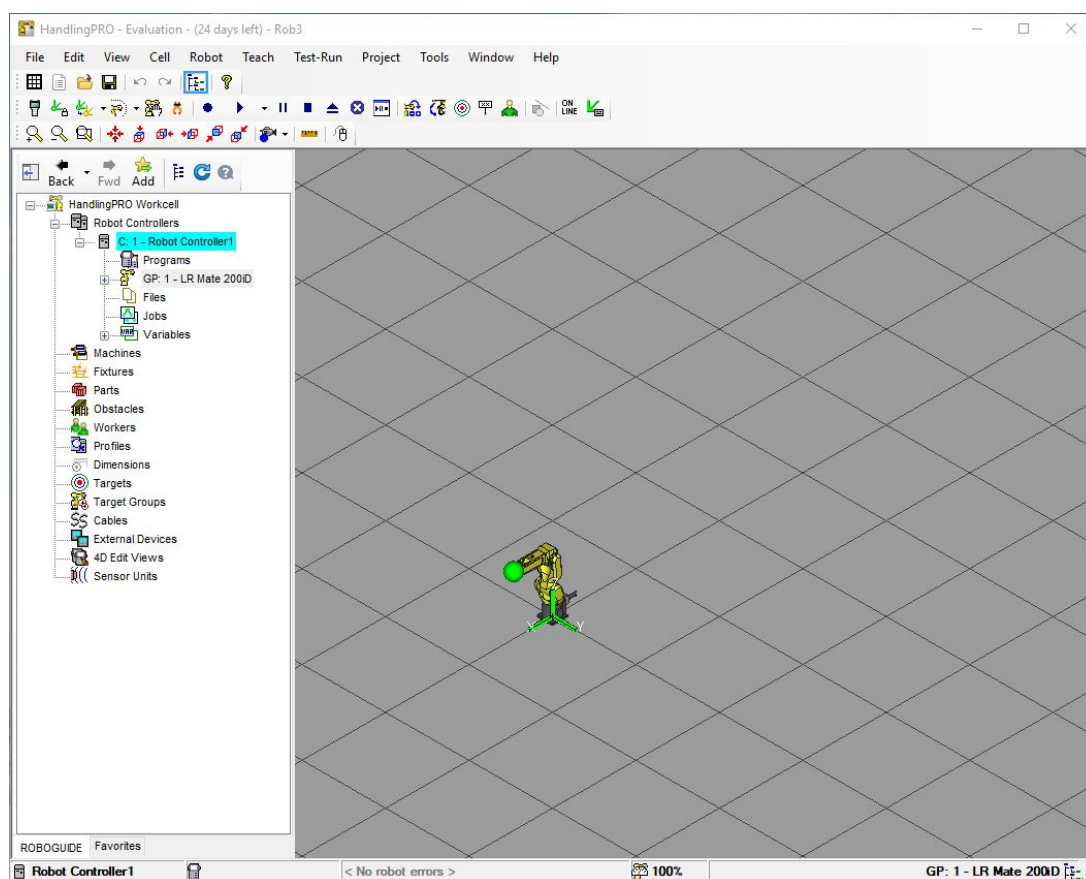 HandlingPRO - Evaluation - (24 days left) - Rob3
File Edit View Cell Robot Teach Test-Run Project Tools Window Help
ON
LINE
Back Fwd Add
HandlingPRO Workcell
Robot Controllers
C: 1 - Robot Controller1
Programs
GP: 1 - LR Mate 200iD
Files
Jobs
Variables
Machines
Fixtures
Parts
Obstacles
Workers
Profiles
Dimensions
Targets
Target Groups
Cables
External Devices
4D Edit Views
Sensor Units
Z
X Y
ROBOGUIDE Favorites
Robot Controller1 < No robot errors > 100% GP: 1 - LR Mate 200iD